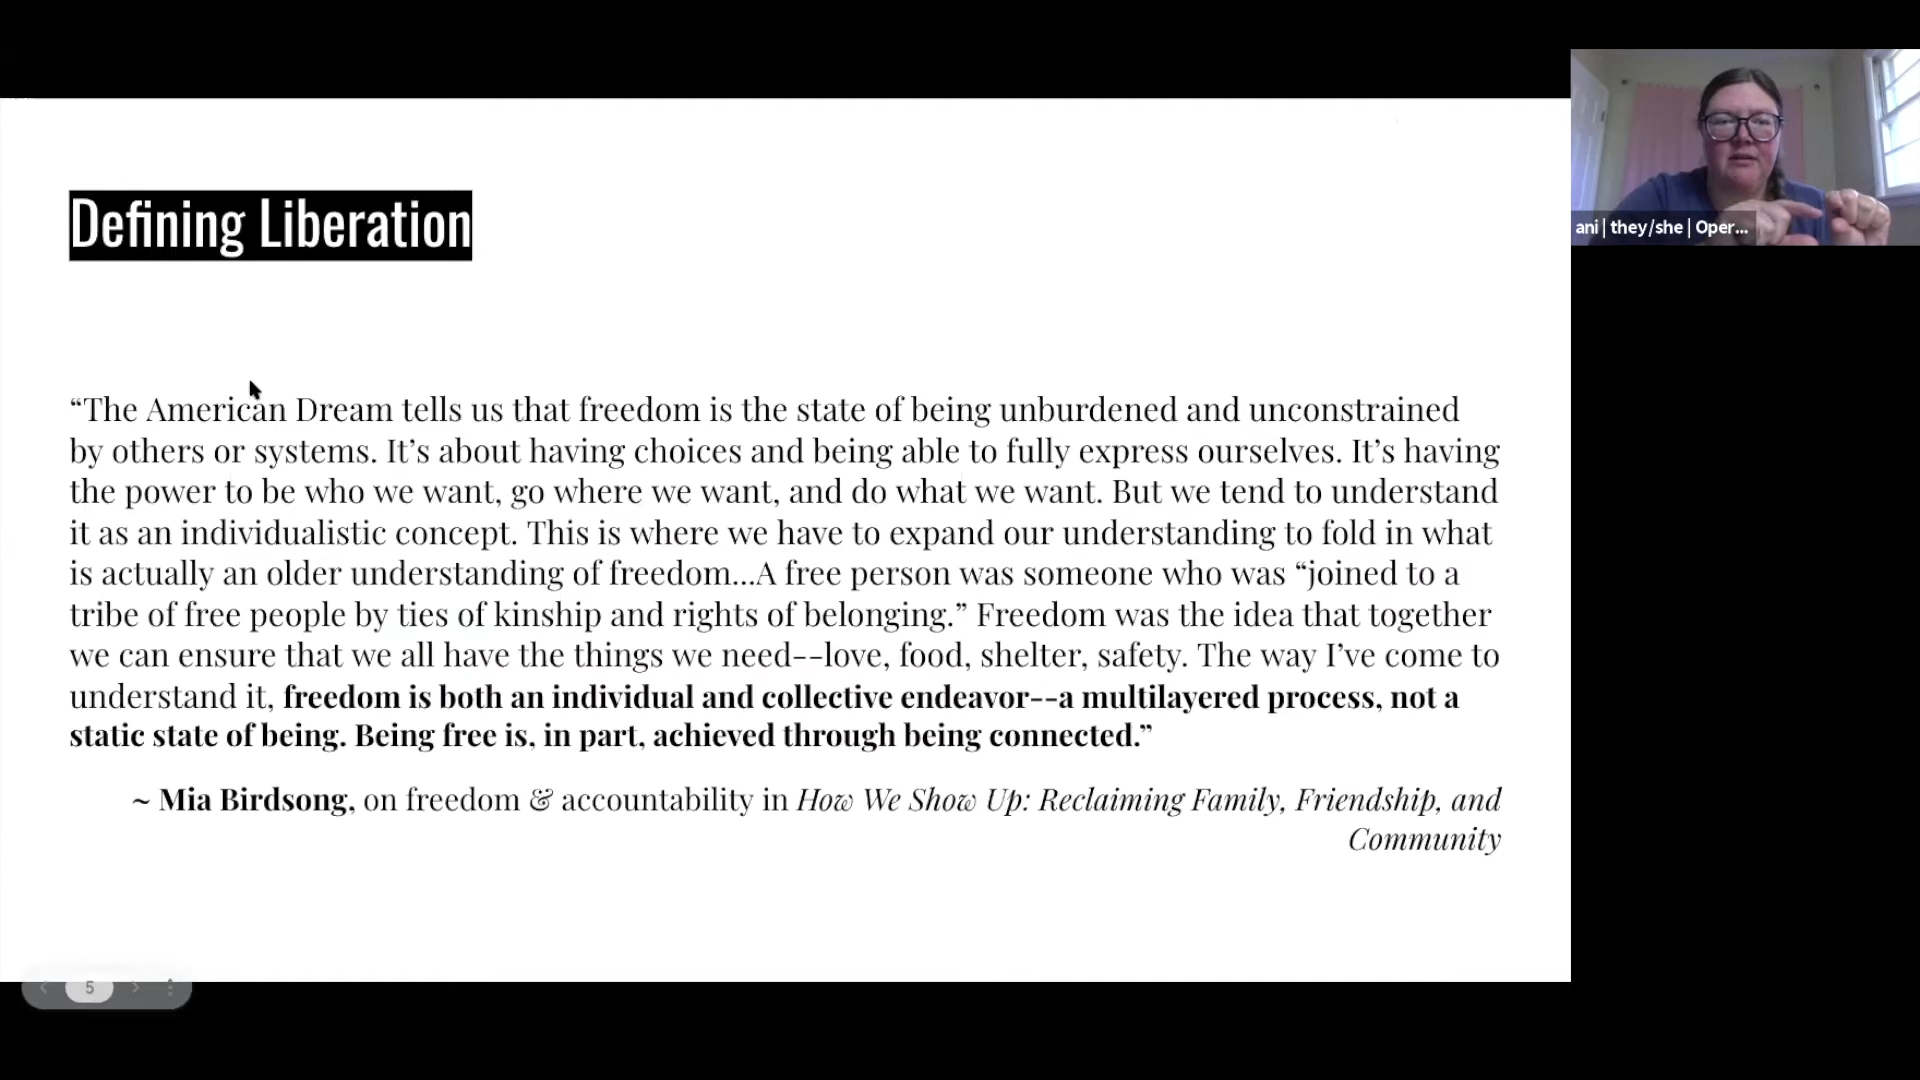 Defining Liberation
“The American Dream tells us that freedom is the state of being unburdened and unconstrained
by others or systems. It’s about having choices and being able to fully express ourselves. It’s having
the power to be who we want, go where we want, and do what we want. But we tend to understand
it as an individualistic concept. This is where we have to expand our understanding to fold in what
is actually an older understanding of freedom...A free person was someone who was “joined to a
tribe of free people by ties of kinship and rights of belonging.” Freedom was the idea that together
we can ensure that we all have the things we need--love, food, shelter, safety. The way I’ve come to
understand it, freedom is both an individual and collective endeavor--a multilayered process, not a
static state of being. Being free is, in part, achieved through being connected.”
~ Mia Birdsong, on freedom & accountability in How We Show Up: Reclaiming Family, Friendship, and
Community
ani | they/she | Oper...
5